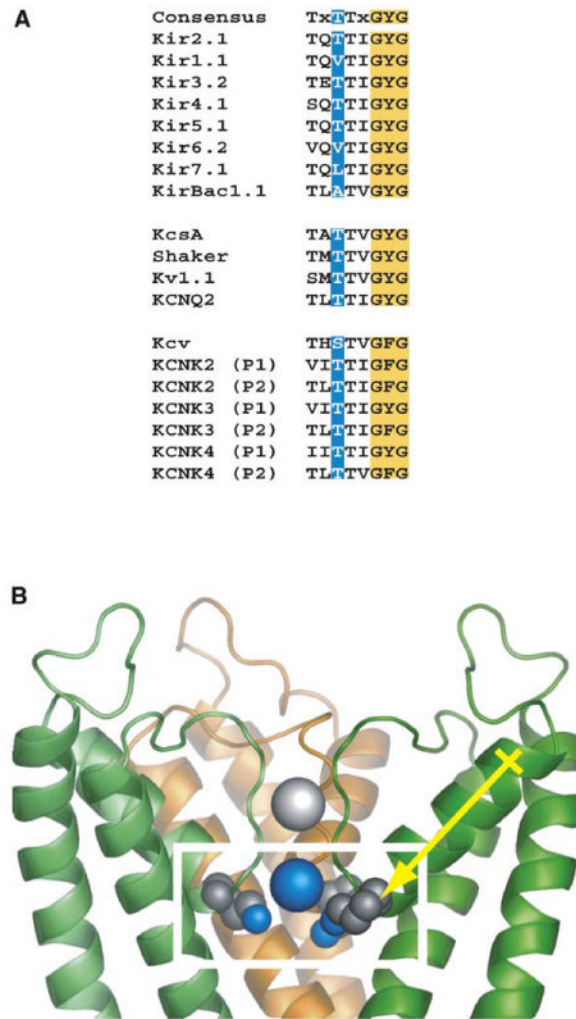 A
Consensus TxTTxGYG
Kir2.1 TQTTIGYG
Kir1.1 TQVTIGYG
Kir3.2 TETTIGYG
Kir4.1 SQTTIGYG
Kir5.1 TQTTIGYG
Kir6.2 VQVTIGYG
Kir7.1 TQLTIGYG
KirBac1.1 TLATVGYG
KcsA TATTVGYG
Shaker TMTTVGYG
Kv1.1 SMTTVGYG
KCNQ2 TLTTIGYG
Kcv THSTVGFG
KCNK2 (P1) VITTIGFG
KCNK2 (P2) TLTTIGFG
KCNK3 (P1) VITTIGYG
KCNK3 (P2) TLTTIGFG
KCNK4 (P1) IITTIGYG
KCNK4 (P2) TLTTVGFG
B